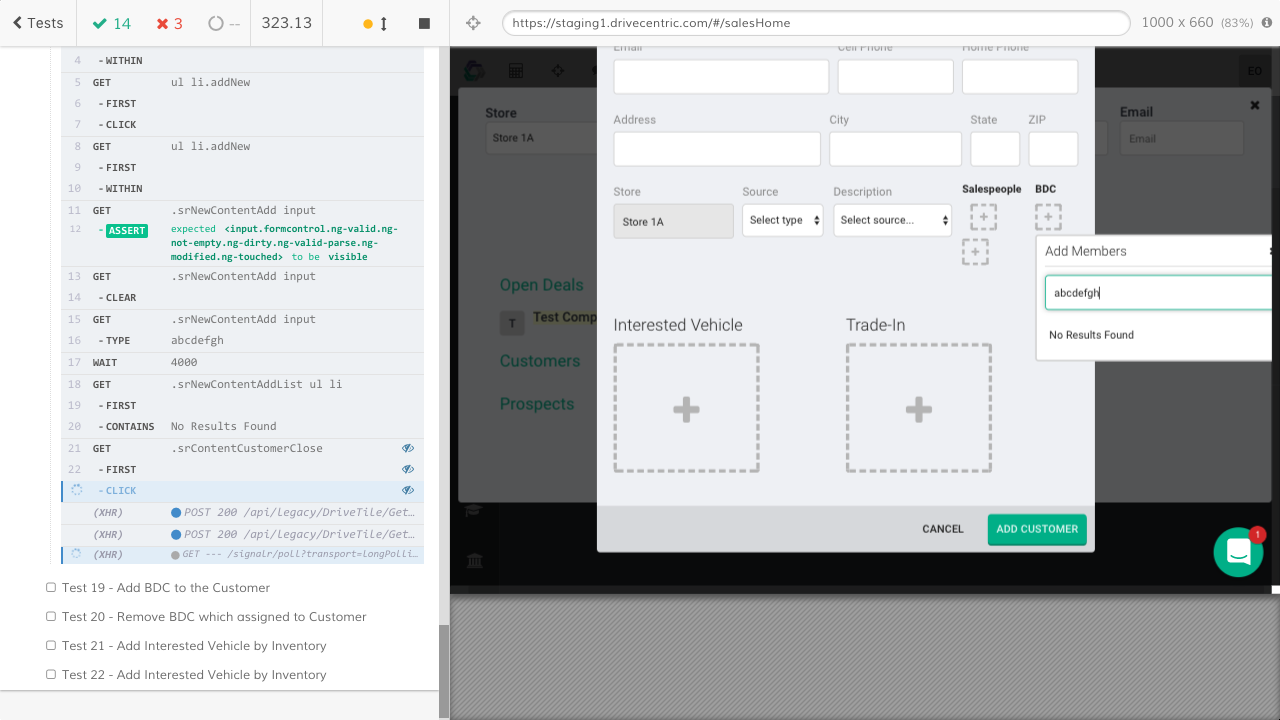 Tests
14
3
--
323.13
https://staging1.drivecentric.com/#/salesHome
1000 x 660 (83%)
4 - WITHIN
5 GET ul li.addNew
6 - FIRST
7 - CLICK
8 GET ul li.addNew
9 - FIRST
10 - WITHIN
11 GET .srNewContentAdd input
12 - ASSERT expected <input.form-control.ng-valid.ng-
not-empty.ng-dirty.ng-valid-parse.ng-
modified.ng-touched> to be visible
13 GET .srNewContentAdd input
14 - CLEAR
15 GET .srNewContentAdd input
16 - TYPE abcdefgh
17 WAIT 4000
18 GET .srNewContentAddList ul li
19 - FIRST
20 - CONTAINS No Results Found
21 GET .srContentCustomerClose
22 - FIRST
- CLICK
(XHR) POST 200 /api/legacy/DriveTile/Get…
(XHR) POST 200 /api/legacy/DriveTile/Get…
(XHR) GET --- /signalr/poll?transport=longPolli…
Test 19 - Add BDC to the Customer
Test 20 - Remove BDC which assigned to Customer
Test 21 - Add Interested Vehicle by Inventory
Test 22 - Add Interested Vehicle by Inventory
Email Cell Phone Home Phone
EO
Store
Store 1A
Email
Email
Address City State ZIP
Store Source Description Salespeople BDC
Store 1A Select type Select source...
Add Members
abcdefgh
No Results Found
Open Deals
T Test Comp
Customers
Prospects
Interested Vehicle Trade-In
CANCEL ADD CUSTOMER
1